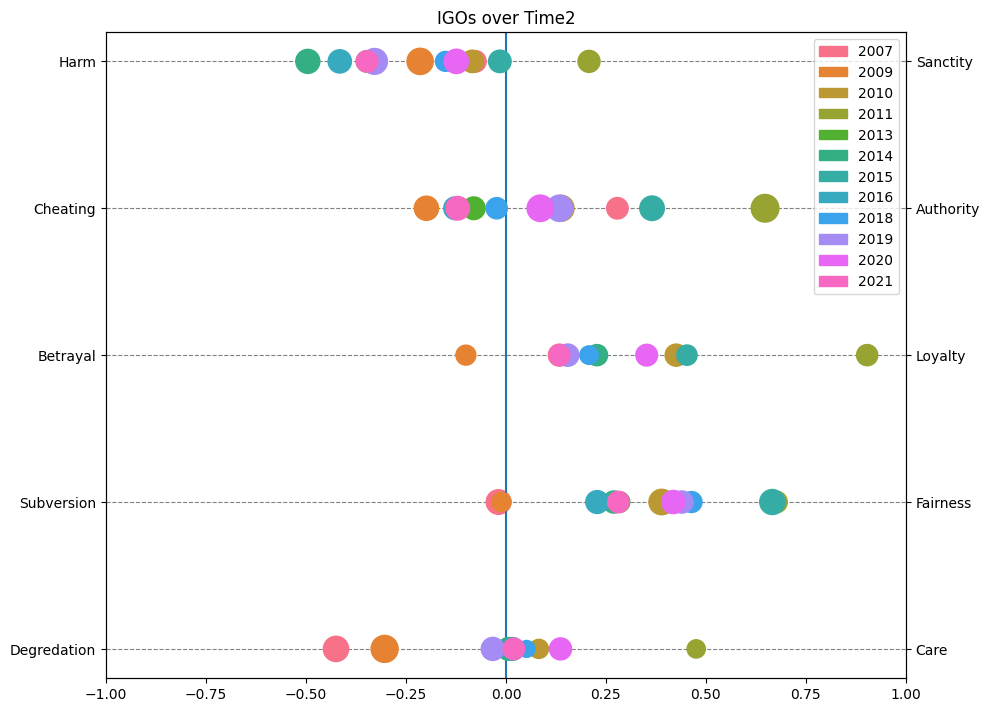 IGOs over Time2
Harm
Cheating
Betrayal
Subversion
Degredation
Sanctity
Authority
Loyalty
Fairness
Care
2007
2009
2010
2011
2013
2014
2015
2016
2018
2019
2020
2021
−1.00
−0.75
−0.50
−0.25
0.00
0.25
0.50
0.75
1.00